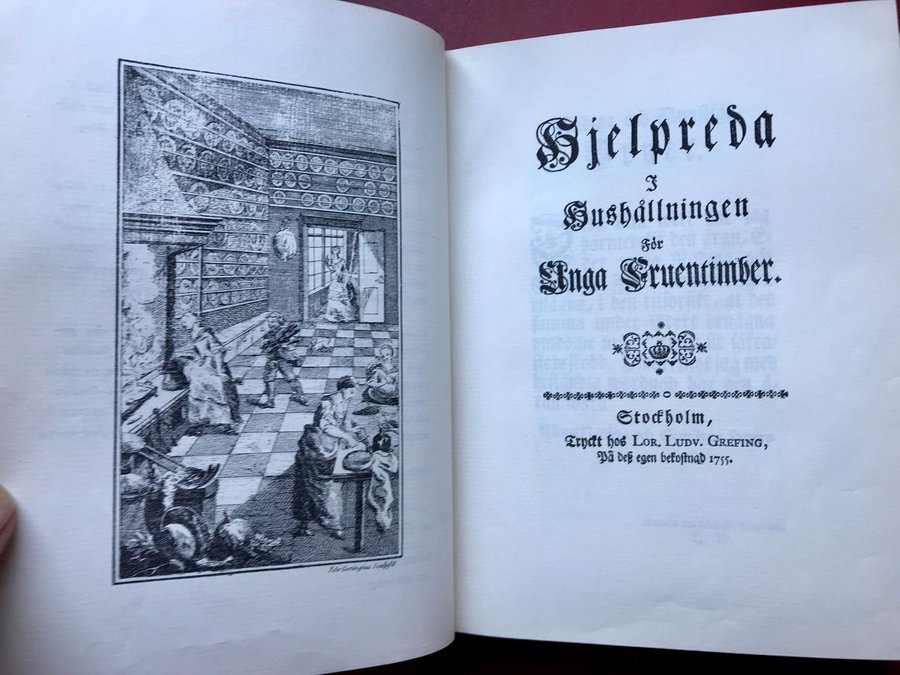 Hjelpreda
I
Hushållningen
För
Unga Fruentimber.
Stockholm,
Tryckt hos LOR. LUDV. GREFING,
På deß egen bekostnad 1755.